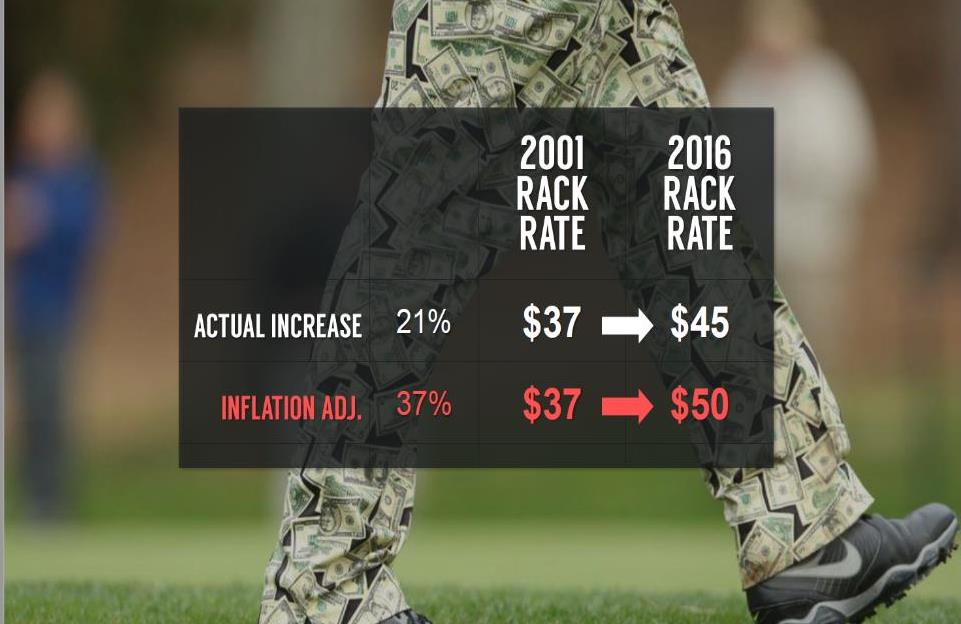 2001 RACK RATE
2016 RACK RATE
ACTUAL INCREASE 21% $37 $45
INFLATION ADJ. 37% $37 $50